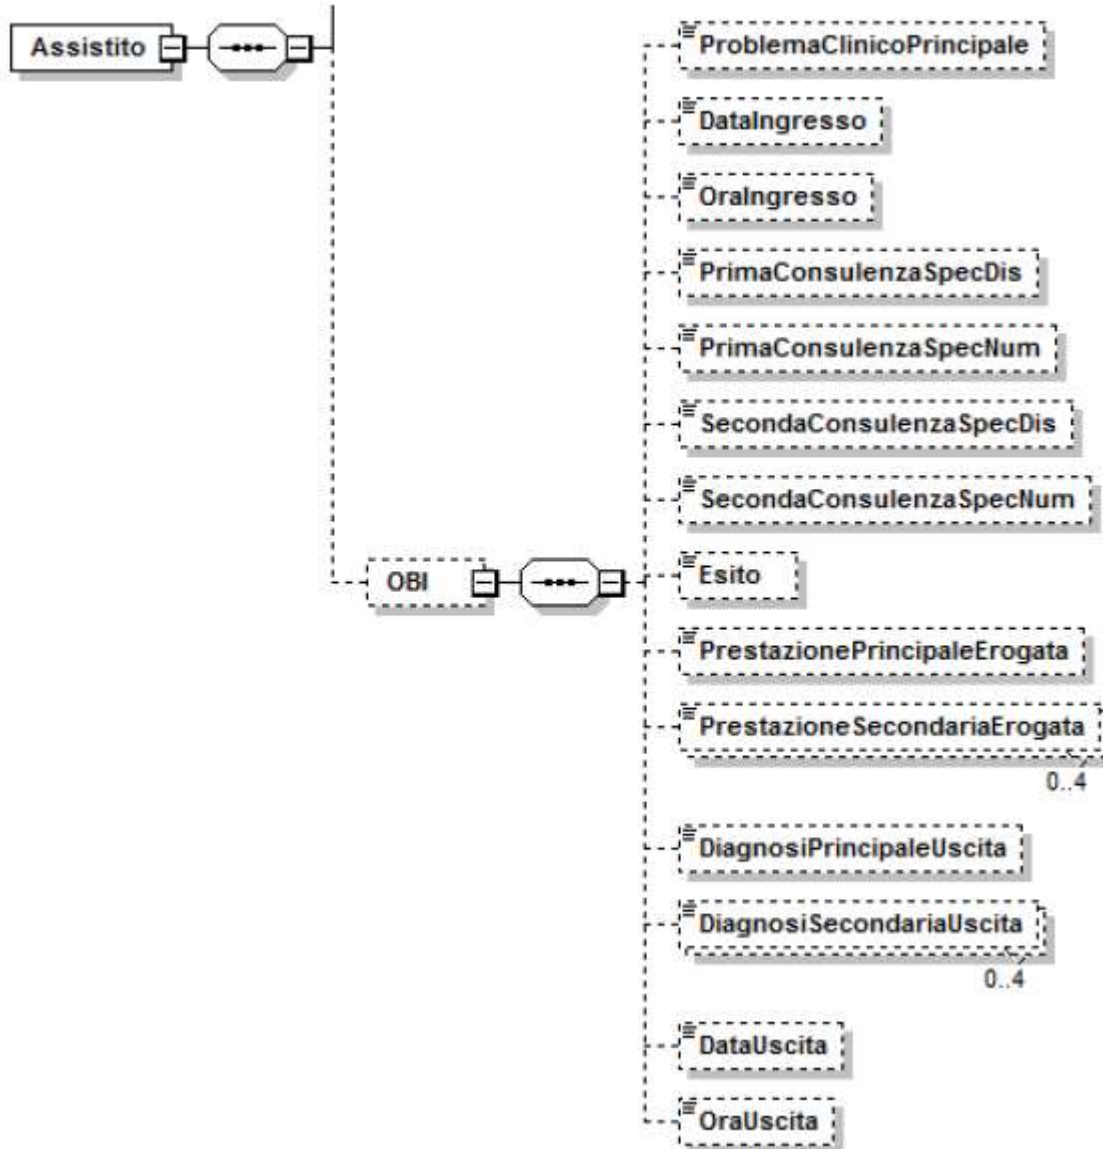 Assistito
ProblemaClinicoPrincipale
DataIngresso
OraIngresso
PrimaConsulenzaSpecDis
PrimaConsulenzaSpecNum
SecondaConsulenzaSpecDis
SecondaConsulenzaSpecNum
OBI
Esito
PrestazionePrincipaleErogata
PrestazioneSecondariaErogata
0..4
DiagnosiPrincipaleUscita
DiagnosiSecondariaUscita
0..4
DataUscita
OraUscita